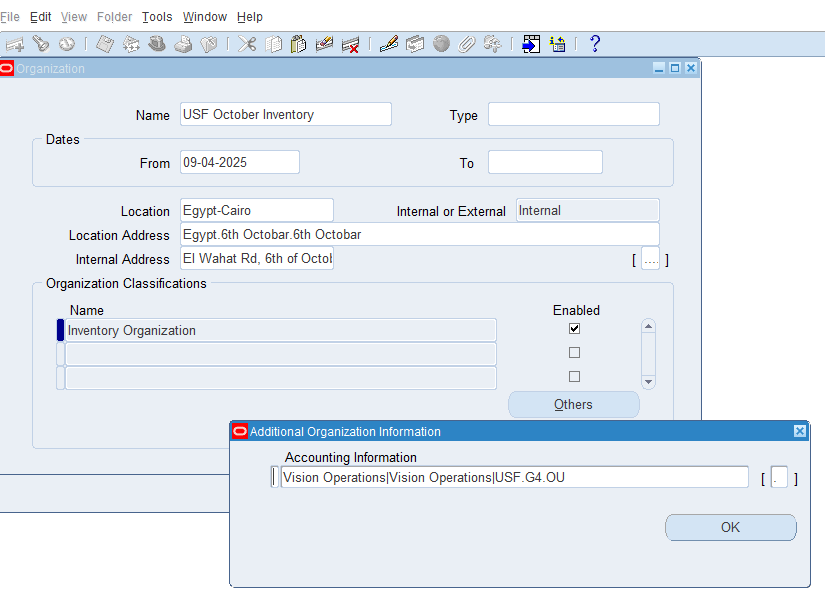 File Edit View Folder Tools Window Help
?
Organization
Name USF October Inventory Type
Dates
From 09-04-2025 To
Location Egypt-Cairo Internal or External Internal
Location Address Egypt.6th Octobar.6th Octobar
Internal Address El Wahat Rd, 6th of Octob [ .... ]
Organization Classifications
Name Enabled
Inventory Organization
Others
Additional Organization Information
Accounting Information
Vision Operations|Vision Operations|USF.G4.OU [ . ]
OK